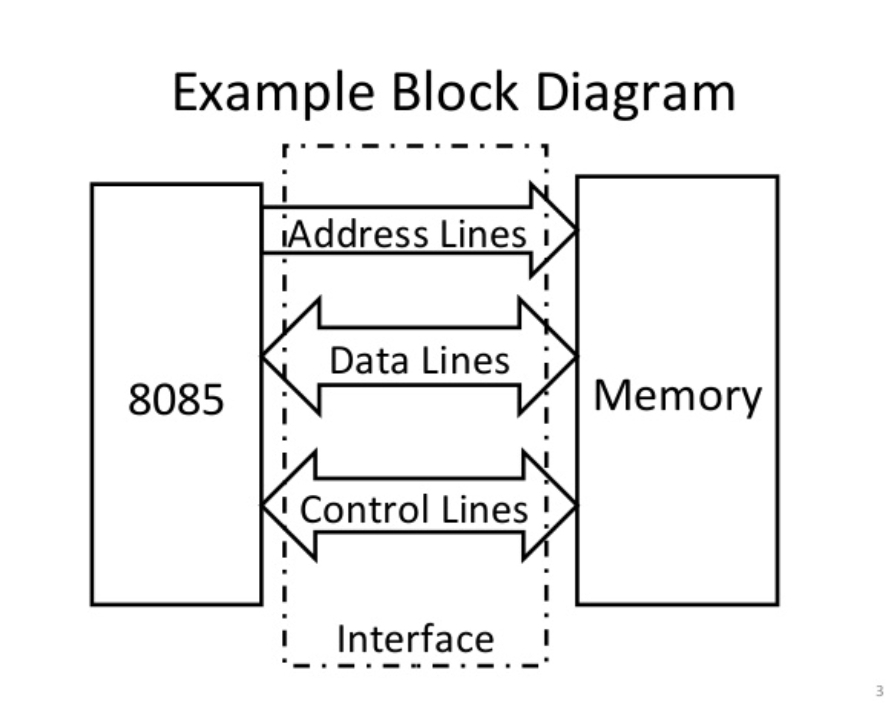 Example Block Diagram
Address Lines
Data Lines
8085
Memory
Control Lines
Interface
3